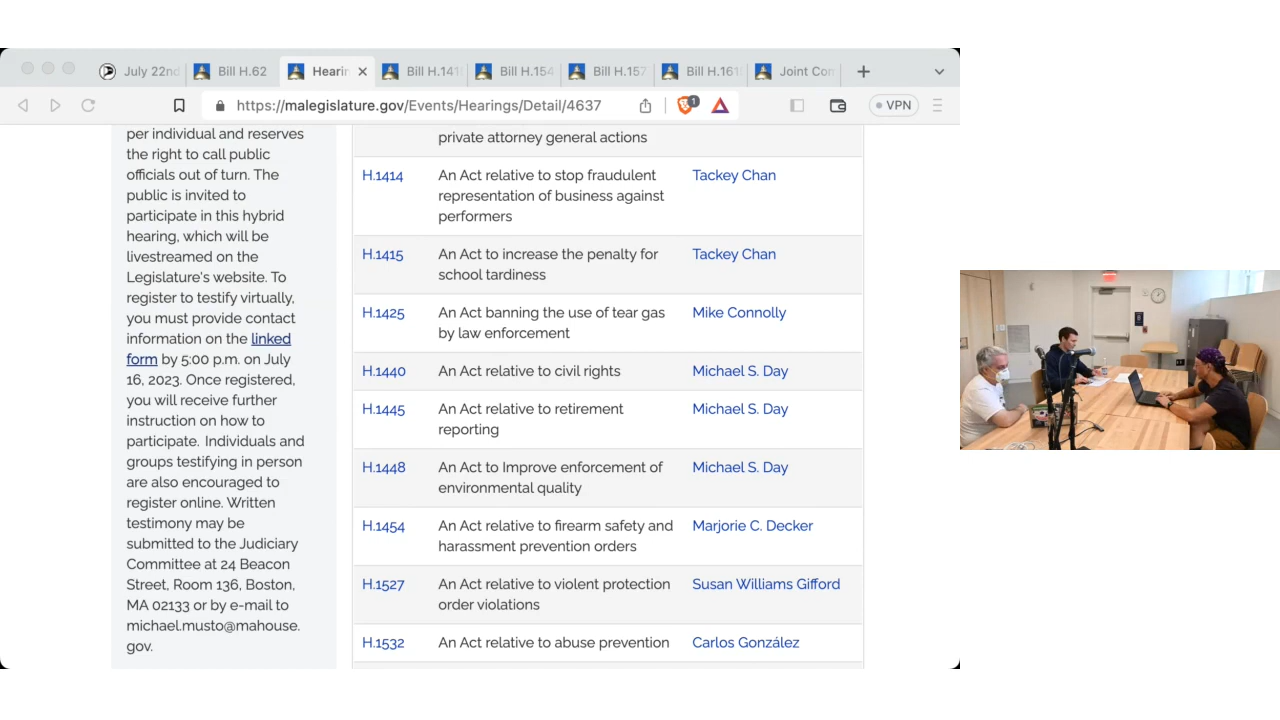 July 22nd
Bill H.62
Hearin
Bill H.141
Bill H.154
Bill H.157
Bill H.161
Joint Com
https://malegislature.gov/Events/Hearings/Detail/4637
1
VPN
per individual and reserves
the right to call public
officials out of turn. The
public is invited to
participate in this hybrid
hearing, which will be
livestreamed on the
Legislature's website. To
register to testify virtually,
you must provide contact
information on the linked
form by 5:00 p.m. on July
16, 2023. Once registered,
you will receive further
instruction on how to
participate. Individuals and
groups testifying in person
are also encouraged to
register online. Written
testimony may be
submitted to the Judiciary
Committee at 24 Beacon
Street, Room 136, Boston,
MA 02133 or by e-mail to
michael.musto@mahouse.
gov.
private attorney general actions
H.1414 An Act relative to stop fraudulent Tackey Chan
representation of business against
performers
H.1415 An Act to increase the penalty for Tackey Chan
school tardiness
H.1425 An Act banning the use of tear gas Mike Connolly
by law enforcement
H.1440 An Act relative to civil rights Michael S. Day
H.1445 An Act relative to retirement Michael S. Day
reporting
H.1448 An Act to Improve enforcement of Michael S. Day
environmental quality
H.1454 An Act relative to firearm safety and Marjorie C. Decker
harassment prevention orders
H.1527 An Act relative to violent protection Susan Williams Gifford
order violations
H.1532 An Act relative to abuse prevention Carlos González